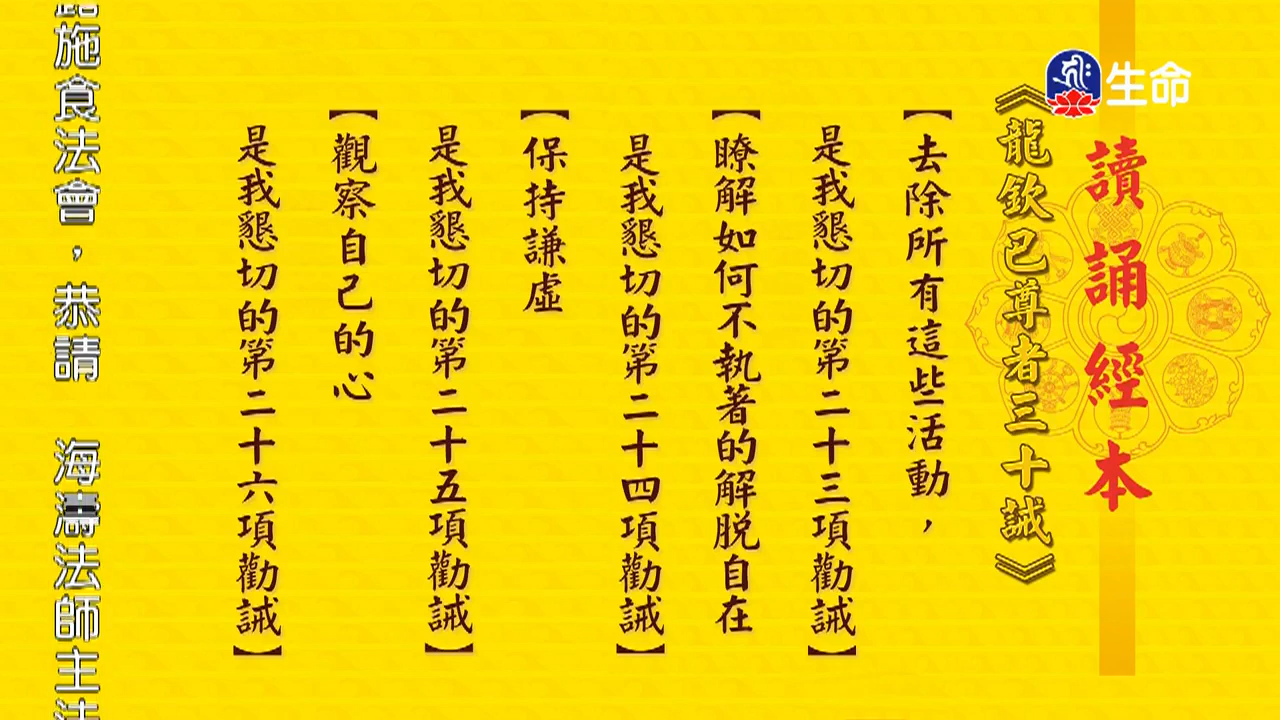 生命
讀誦經本
《龍欽巴尊者三十誡》
【去除所有這些活動，
是我懇切的第二十三項勸誡】
【瞭解如何不執著的解脫自在
是我懇切的第二十四項勸誡】
【保持謙虛
是我懇切的第二十五項勸誡】
【觀察自己的心
是我懇切的第二十六項勸誡】
施食法會，恭請 海濤法師主法